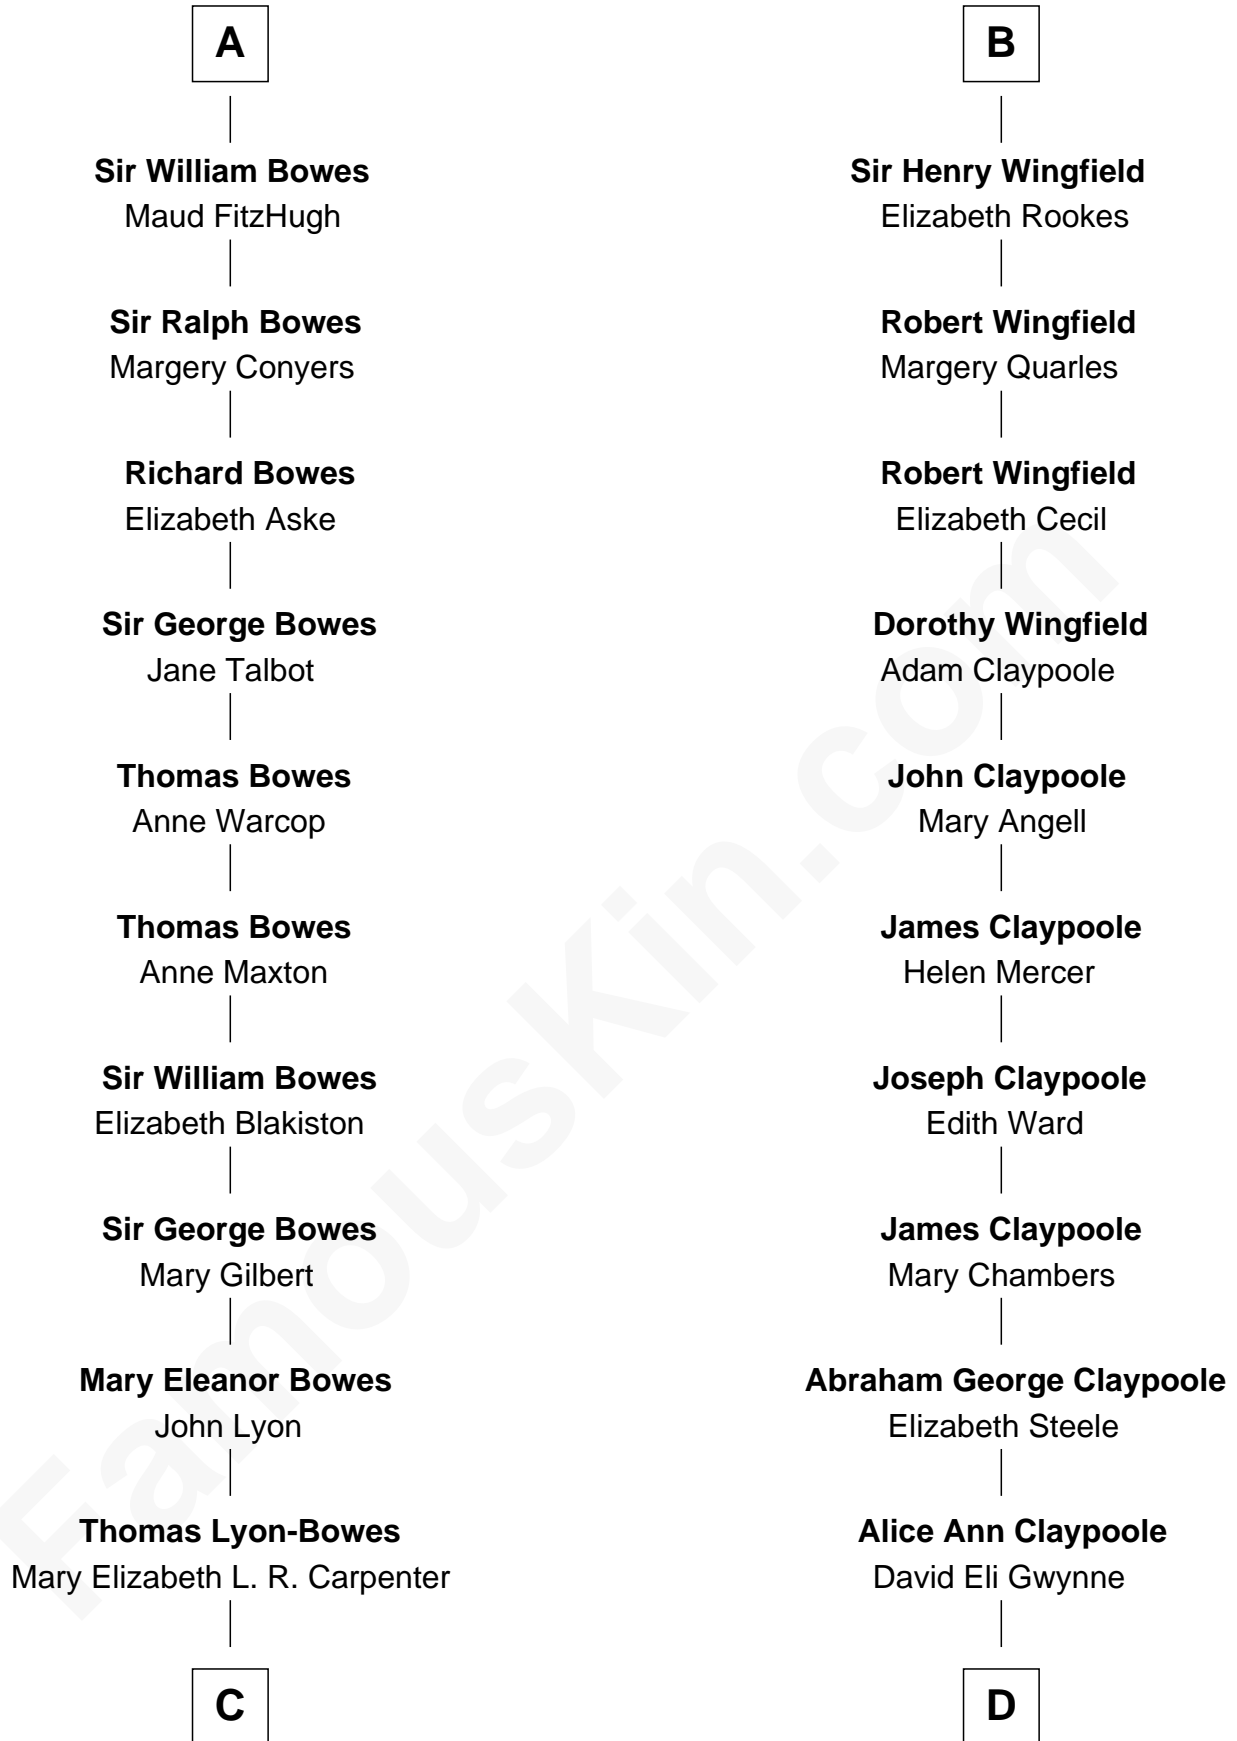 A
Sir William Bowes
Maud FitzHugh
Sir Ralph Bowes
Margery Conyers
Richard Bowes
Elizabeth Aske
Sir George Bowes
Jane Talbot
Thomas Bowes
Anne Warcop
Thomas Bowes
Anne Maxton
Sir William Bowes
Elizabeth Blakiston
Sir George Bowes
Mary Gilbert
Mary Eleanor Bowes
John Lyon
Thomas Lyon-Bowes
Mary Elizabeth L. R. Carpenter
C
B
Sir Henry Wingfield
Elizabeth Rookes
Robert Wingfield
Margery Quarles
Robert Wingfield
Elizabeth Cecil
Dorothy Wingfield
Adam Claypoole
John Claypoole
Mary Angell
James Claypoole
Helen Mercer
Joseph Claypoole
Edith Ward
James Claypoole
Mary Chambers
Abraham George Claypoole
Elizabeth Steele
Alice Ann Claypoole
David Eli Gwynne
D
FamousKin.com